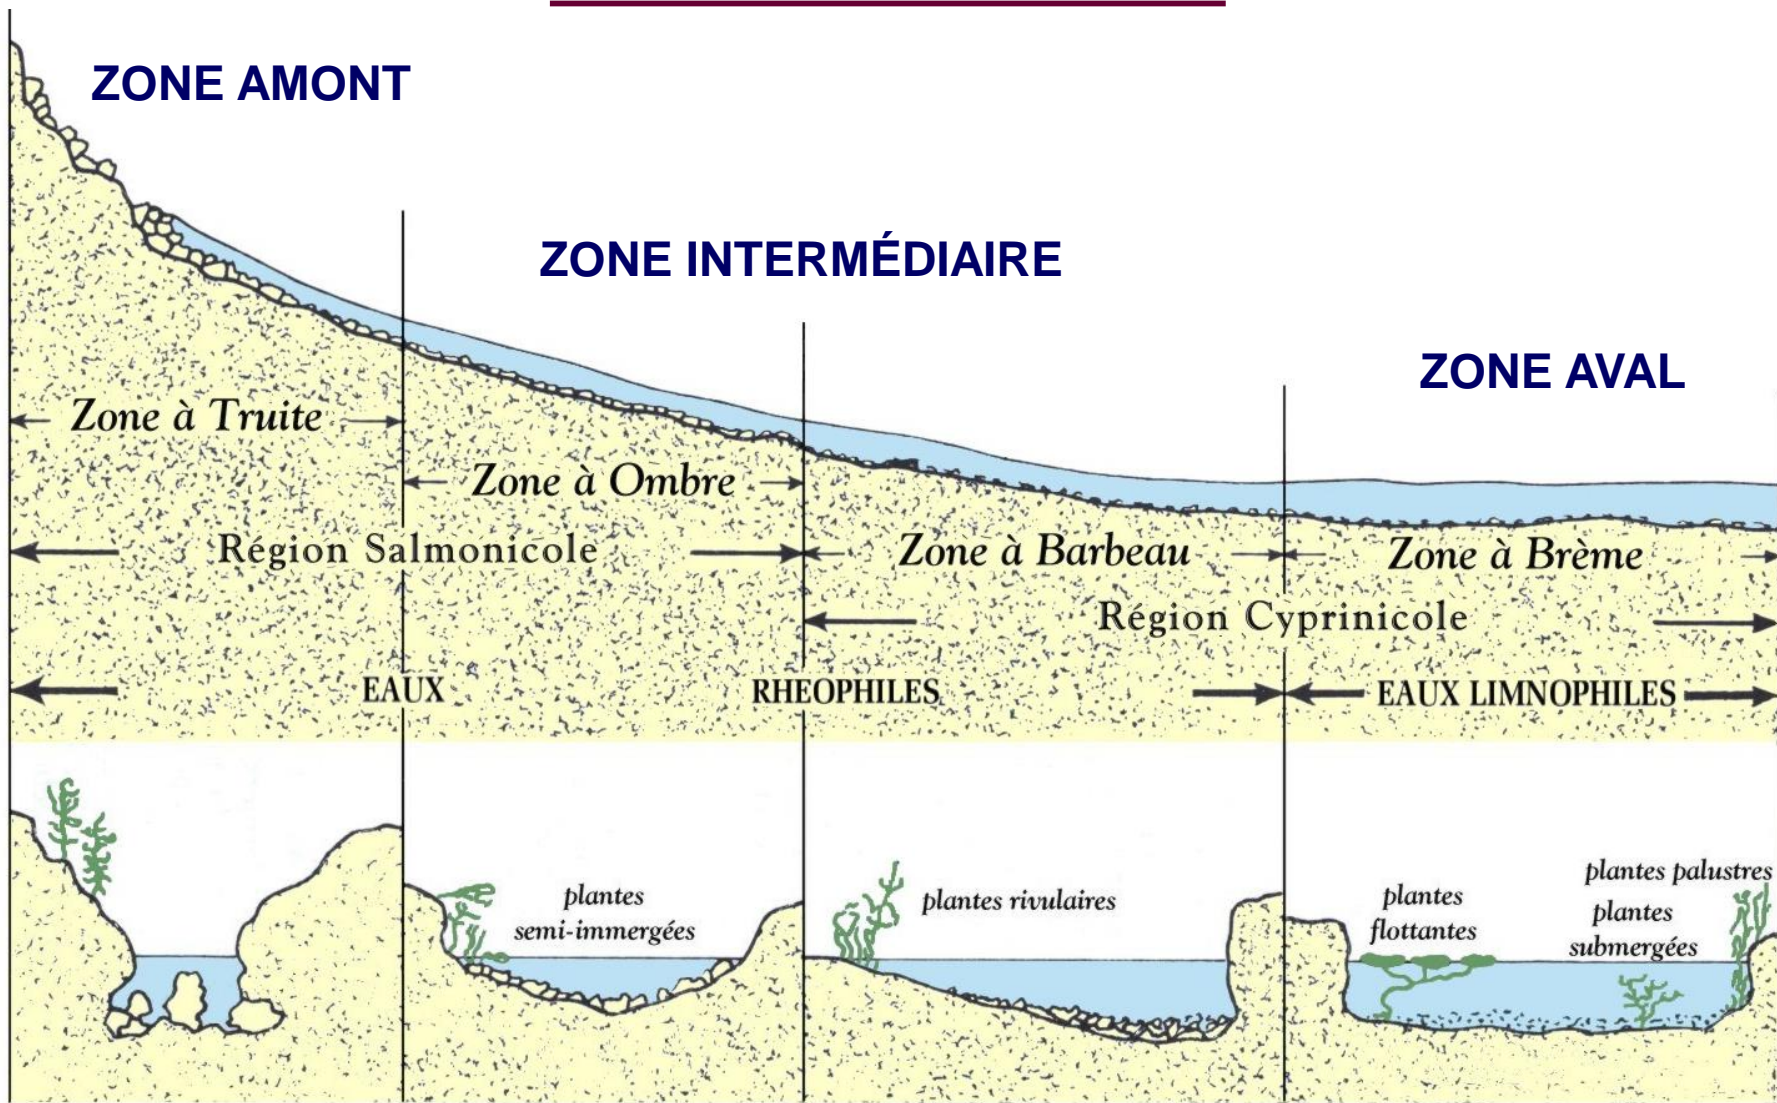 ZONE AMONT
ZONE INTERMÉDIAIRE
ZONE AVAL
Zone à Truite
Zone à Ombre
Région Salmonicole
Zone à Barbeau
Zone à Brème
Région Cyprinicole
EAUX RHEOPHILES
EAUX LIMNOPHILES
plantes
semi-immergées
plantes rivulaires
plantes
flottantes
plantes palustres
plantes
submergées